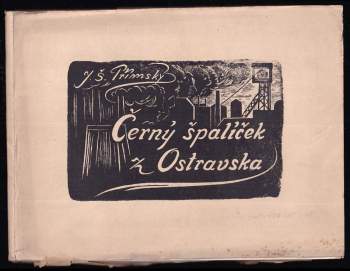 J. Š. Přímský
Černý špalíček
z Ostravska